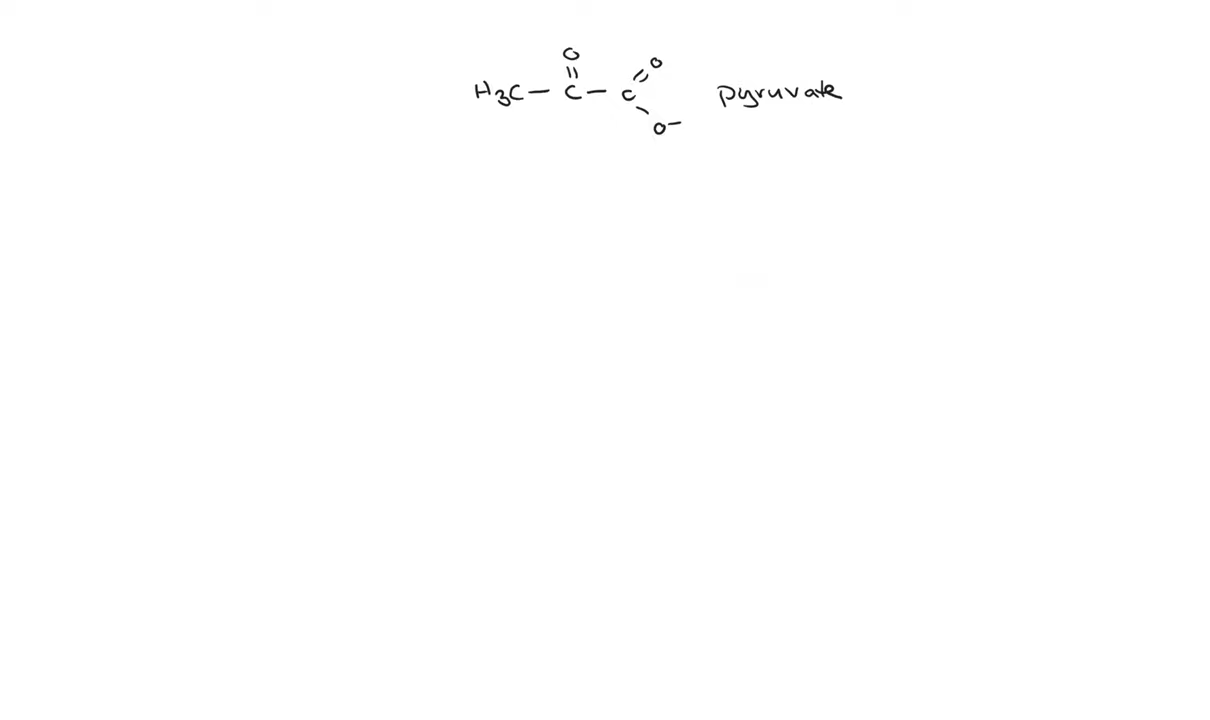 O O
H3C — C — C pyruvate
O−